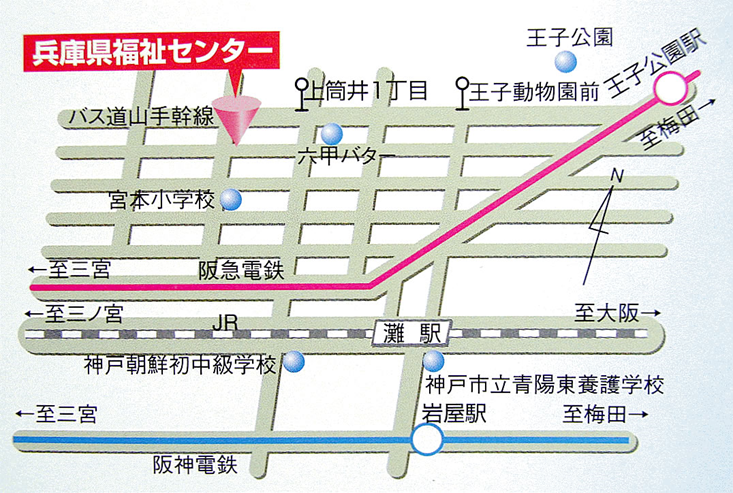 兵庫県福祉センター
王子公園
王子公園駅
上筒井1丁目
王子動物園前
バス道山手幹線
至梅田→
六甲バター
N
宮本小学校
←至三宮
阪急電鉄
←至三ノ宮
JR
至大阪→
灘駅
神戸朝鮮初中級学校
神戸市立青陽東養護学校
←至三宮
岩屋駅
至梅田→
阪神電鉄